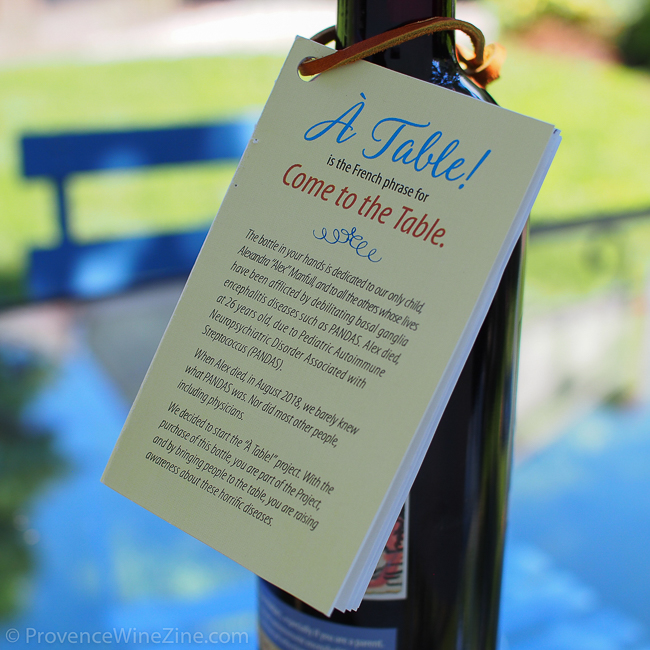 À Table!
is the French phrase for
Come to the Table.
The bottle in your hands is dedicated to our only child,
Alexandra "Alex" Manfull, and to all the others whose lives
have been afflicted by debilitating basal ganglia
encephalitis diseases such as PANDAS. Alex died,
at 26 years old, due to Pediatric Autoimmune
Neuropsychiatric Disorder Associated with
Streptococcus (PANDAS).
When Alex died, in August 2018, we barely knew
what PANDAS was. Nor did most other people,
including physicians.
We decided to start the "À Table!" project. With the
purchase of this bottle, you are part of the Project,
and by bringing people to the table, you are raising
awareness about these horrific diseases.
especially if you are a parent.
© ProvenceWineZine.com